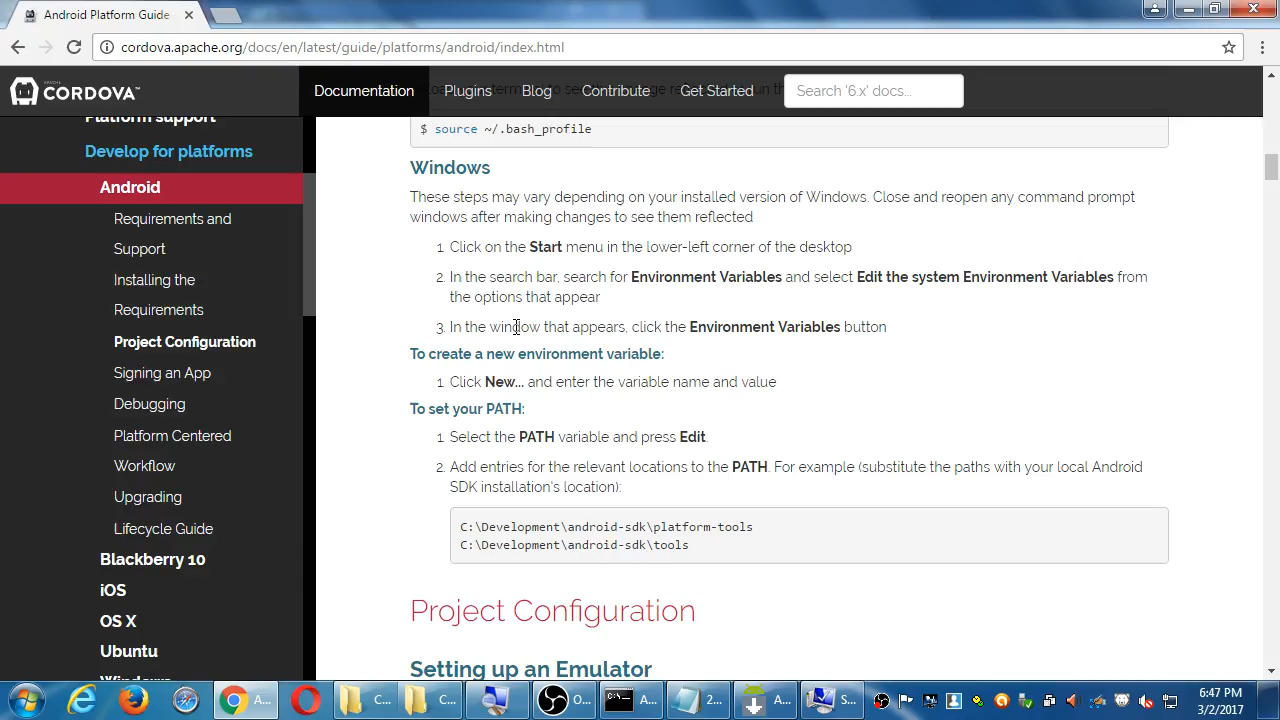 Android Platform Guide
cordova.apache.org/docs/en/latest/guide/platforms/android/index.html
APACHE
CORDOVA™
Documentation
Plugins
Blog
Contribute
Get Started
Search '6.x' docs...
Platform support
Develop for platforms
Android
Requirements and
Support
Installing the
Requirements
Project Configuration
Signing an App
Debugging
Platform Centered
Workflow
Upgrading
Lifecycle Guide
Blackberry 10
iOS
OS X
Ubuntu
$ source ~/.bash_profile
Windows
These steps may vary depending on your installed version of Windows. Close and reopen any command prompt
windows after making changes to see them reflected
1. Click on the Start menu in the lower-left corner of the desktop
2. In the search bar, search for Environment Variables and select Edit the system Environment Variables from
the options that appear
3. In the window that appears, click the Environment Variables button
To create a new environment variable:
1. Click New... and enter the variable name and value
To set your PATH:
1. Select the PATH variable and press Edit.
2. Add entries for the relevant locations to the PATH. For example (substitute the paths with your local Android
SDK installation's location):
C:\Development\android-sdk\platform-tools
C:\Development\android-sdk\tools
Project Configuration
Setting up an Emulator
A...
C...
C...
O...
A...
2...
A...
S...
6:47 PM
3/2/2017